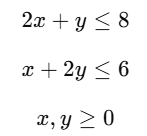 2x + y ≤ 8
x + 2y ≤ 6
x, y ≥ 0